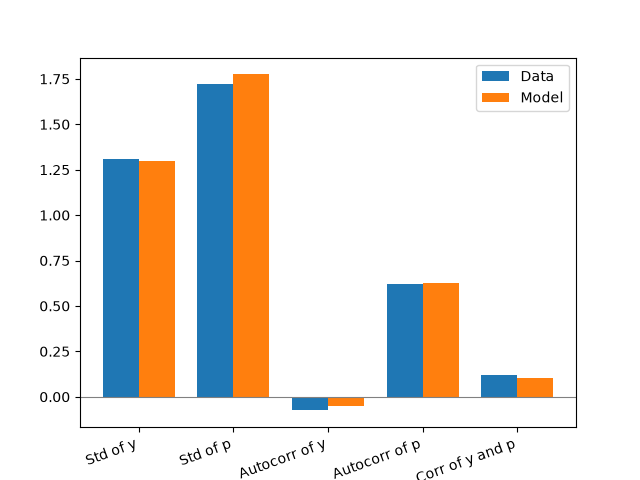 Data
Model
1.75
1.50
1.25
1.00
0.75
0.50
0.25
0.00
Std of y
Std of p
Autocorr of y
Autocorr of p
Corr of y and p